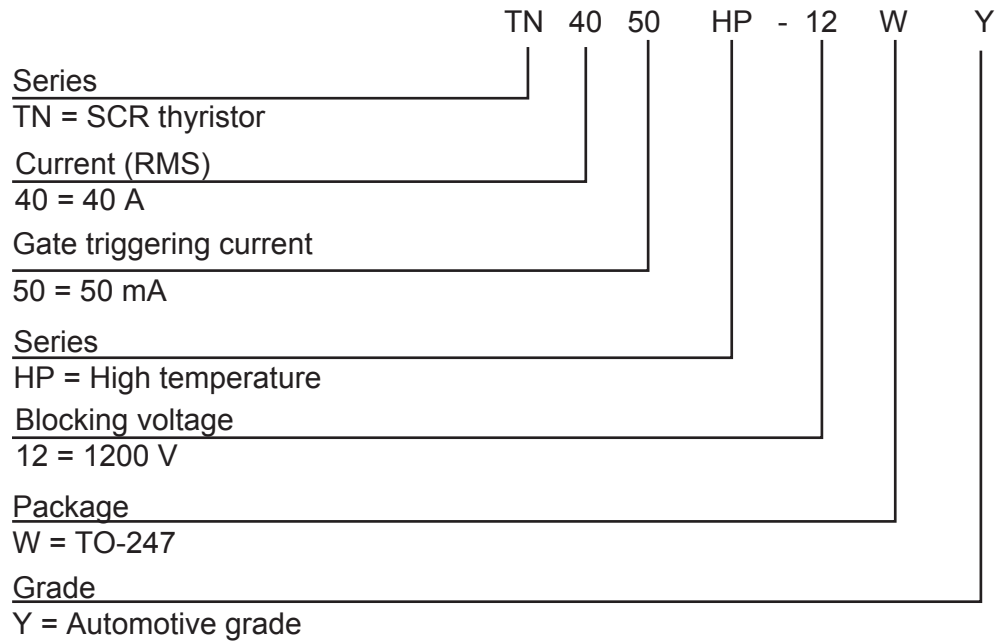 TN 40 50 HP - 12 W Y
Series
TN = SCR thyristor
Current (RMS)
40 = 40 A
Gate triggering current
50 = 50 mA
Series
HP = High temperature
Blocking voltage
12 = 1200 V
Package
W = TO-247
Grade
Y = Automotive grade